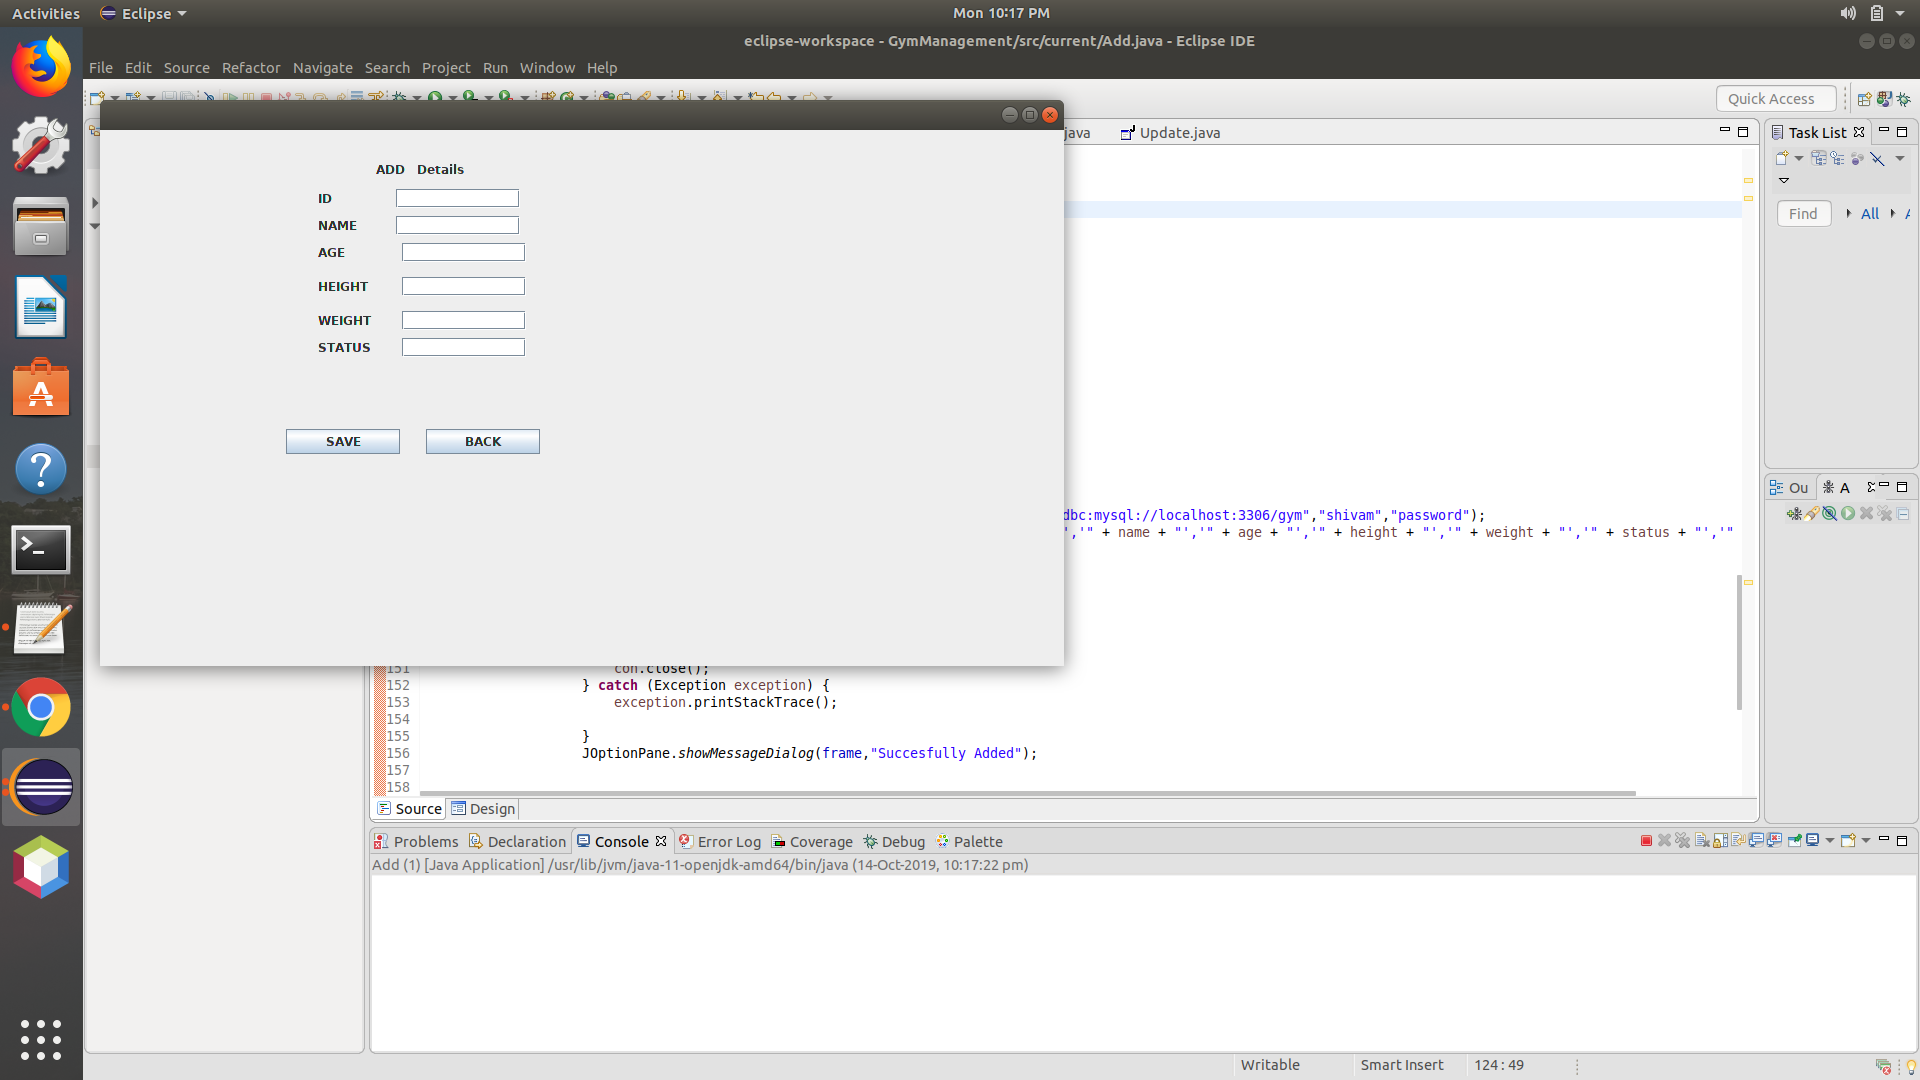 Activities Eclipse Mon 10:17 PM
eclipse-workspace - GymManagement/src/current/Add.java - Eclipse IDE
File Edit Source Refactor Navigate Search Project Run Window Help
Quick Access
java Update.java Task List
ADD Details
ID
NAME
AGE
HEIGHT
WEIGHT
STATUS
SAVE BACK
Find All
Ou A
dbc:mysql://localhost:3306/gym","shivam","password");
','" + name + "','" + age + "','" + height + "','" + weight + "','" + status + "','"
151 con.close();
152 } catch (Exception exception) {
153 exception.printStackTrace();
154
155 }
156 JOptionPane.showMessageDialog(frame,"Succesfully Added");
157
158
Source Design
Problems Declaration Console Error Log Coverage Debug Palette
Add (1) [Java Application] /usr/lib/jvm/java-11-openjdk-amd64/bin/java (14-Oct-2019, 10:17:22 pm)
Writable Smart Insert 124 : 49